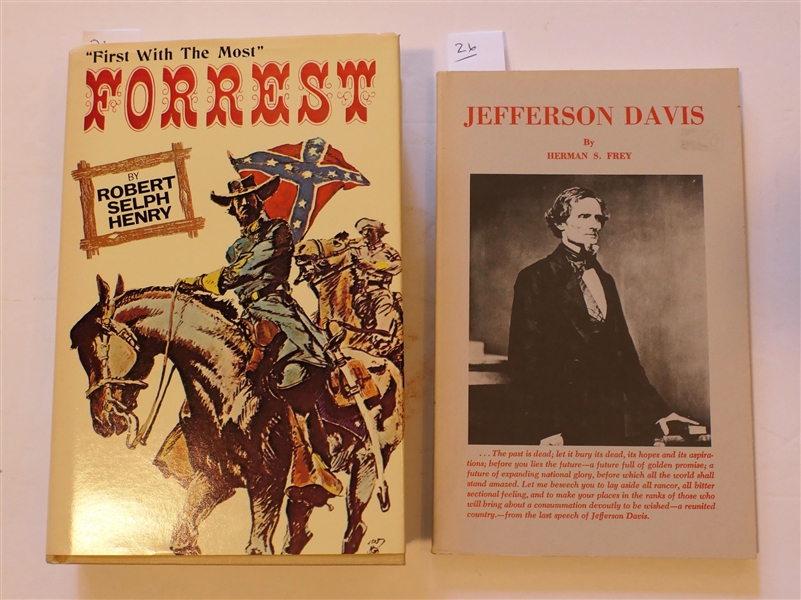 "First With The Most"
FORREST
BY
ROBERT
SELPH
HENRY
26
JEFFERSON DAVIS
By
HERMAN S. FREY
. . . The past is dead; let it bury its dead, its hopes and its aspira-
tions; before you lies the future—a future full of golden promise; a
future of expanding national glory, before which all the world shall
stand amazed. Let me beseech you to lay aside all rancor, all bitter
sectional feeling, and to make your places in the ranks of those who
will bring about a consummation devoutly to be wished—a reunited
country.—from the last speech of Jefferson Davis.